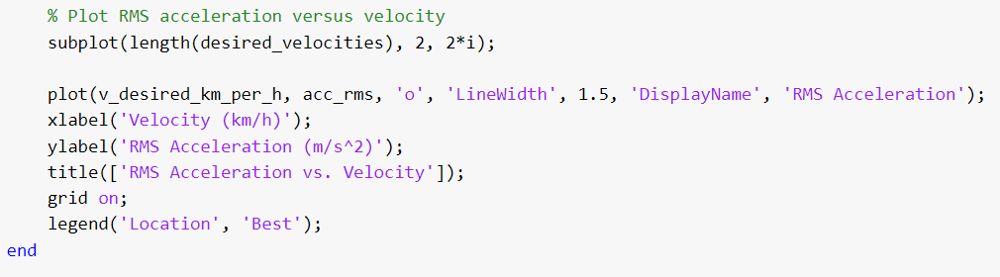 % Plot RMS acceleration versus velocity
subplot(length(desired_velocities), 2, 2*i);
plot(v_desired_km_per_h, acc_rms, 'o', 'LineWidth', 1.5, 'DisplayName', 'RMS Acceleration');
xlabel('Velocity (km/h)');
ylabel('RMS Acceleration (m/s^2)');
title(['RMS Acceleration vs. Velocity']);
grid on;
legend('Location', 'Best');
end